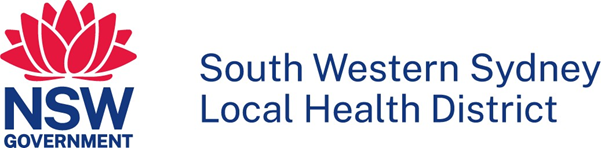 NSW
GOVERNMENT
South Western Sydney
Local Health District